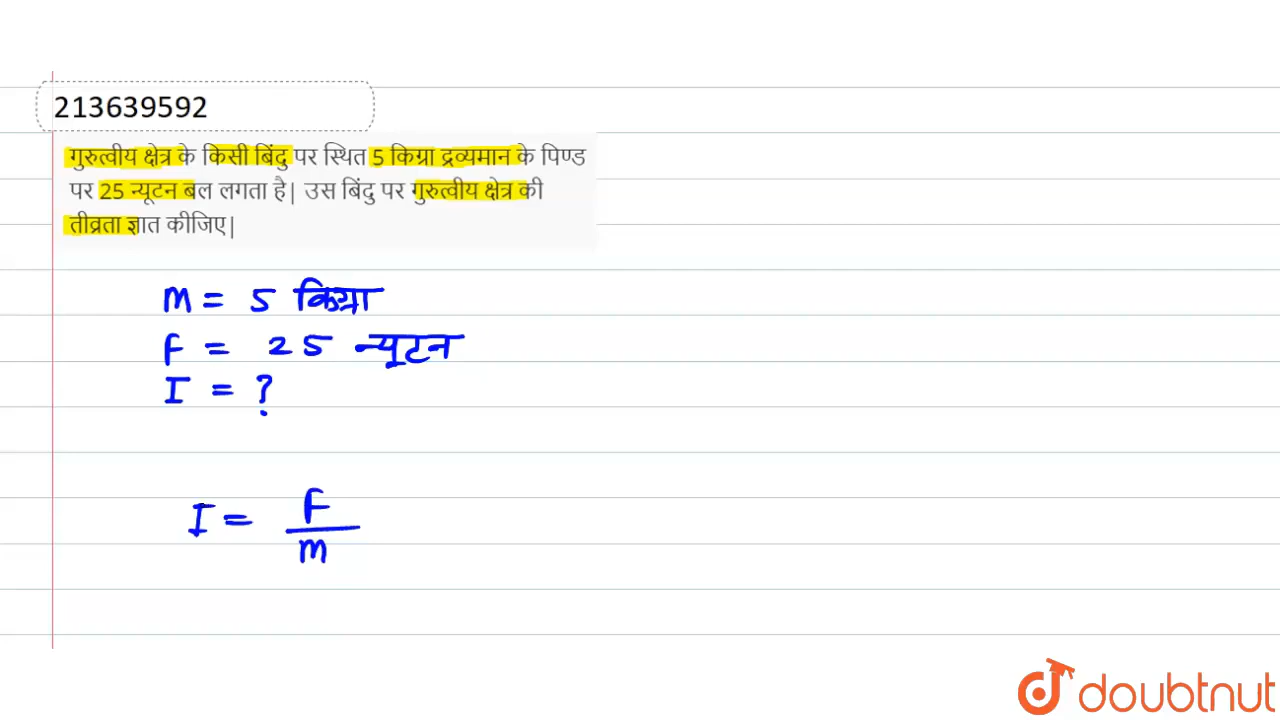 213639592
गुरुत्वीय क्षेत्र के किसी बिंदु पर स्थित 5 किग्रा द्रव्यमान के पिण्ड
पर 25 न्यूटन बल लगता है| उस बिंदु पर गुरुत्वीय क्षेत्र की
तीव्रता ज्ञात कीजिए|
m = 5 किग्रा
F = 25 न्यूटन
I = ?
I = F
m
doubtnut